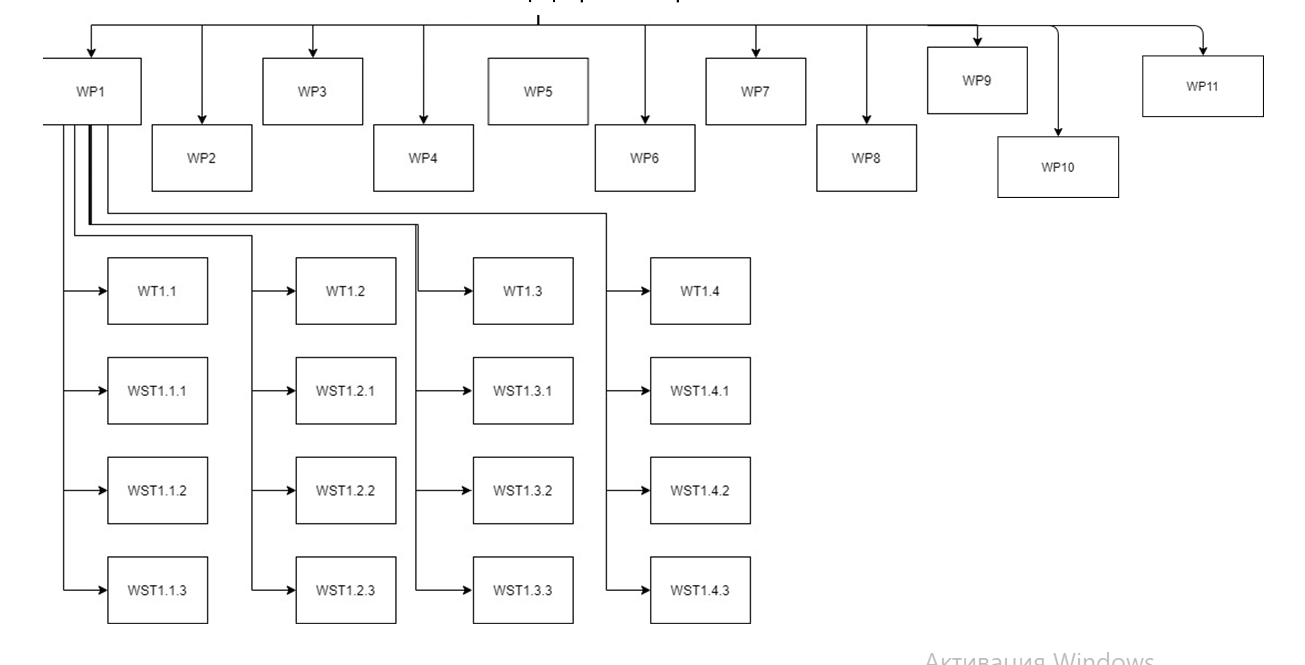 WP1
WP2
WP3
WP4
WP5
WP6
WP7
WP8
WP9
WP10
WP11
WT1.1
WT1.2
WT1.3
WT1.4
WST1.1.1
WST1.2.1
WST1.3.1
WST1.4.1
WST1.1.2
WST1.2.2
WST1.3.2
WST1.4.2
WST1.1.3
WST1.2.3
WST1.3.3
WST1.4.3
Активация Windows